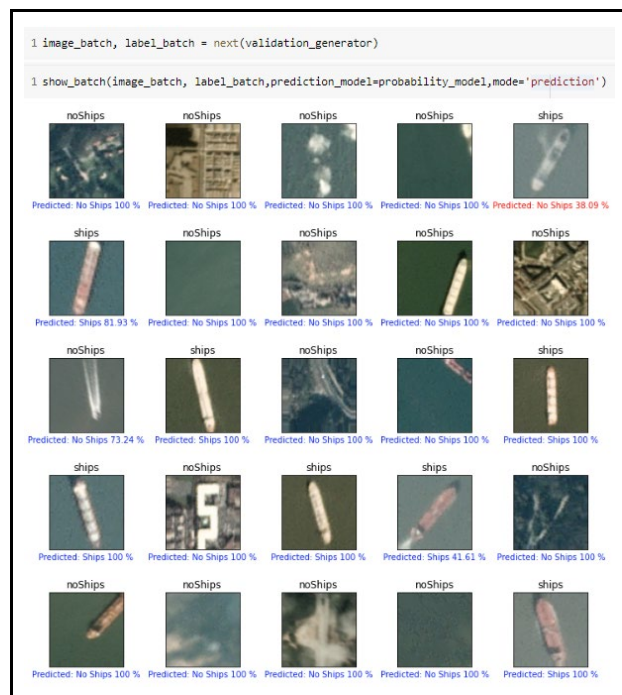 1 image_batch, label_batch = next(validation_generator)
1 show_batch(image_batch, label_batch,prediction_model=probability_model,mode='prediction')
noShips noShips noShips noShips ships
Predicted: No Ships 100 % Predicted: No Ships 100 % Predicted: No Ships 100 % Predicted: No Ships 100 % Predicted: No Ships 38.09 %
ships noShips noShips noShips noShips
Predicted: Ships 81.93 % Predicted: No Ships 100 % Predicted: No Ships 100 % Predicted: No Ships 100 % Predicted: No Ships 100 %
noShips ships noShips noShips ships
Predicted: No Ships 73.24 % Predicted: Ships 100 % Predicted: No Ships 100 % Predicted: No Ships 100 % Predicted: Ships 100 %
ships noShips ships ships noShips
Predicted: Ships 100 % Predicted: No Ships 100 % Predicted: Ships 100 % Predicted: Ships 41.61 % Predicted: No Ships 100 %
noShips noShips noShips noShips ships
Predicted: No Ships 100 % Predicted: No Ships 100 % Predicted: No Ships 100 % Predicted: No Ships 100 % Predicted: Ships 100 %